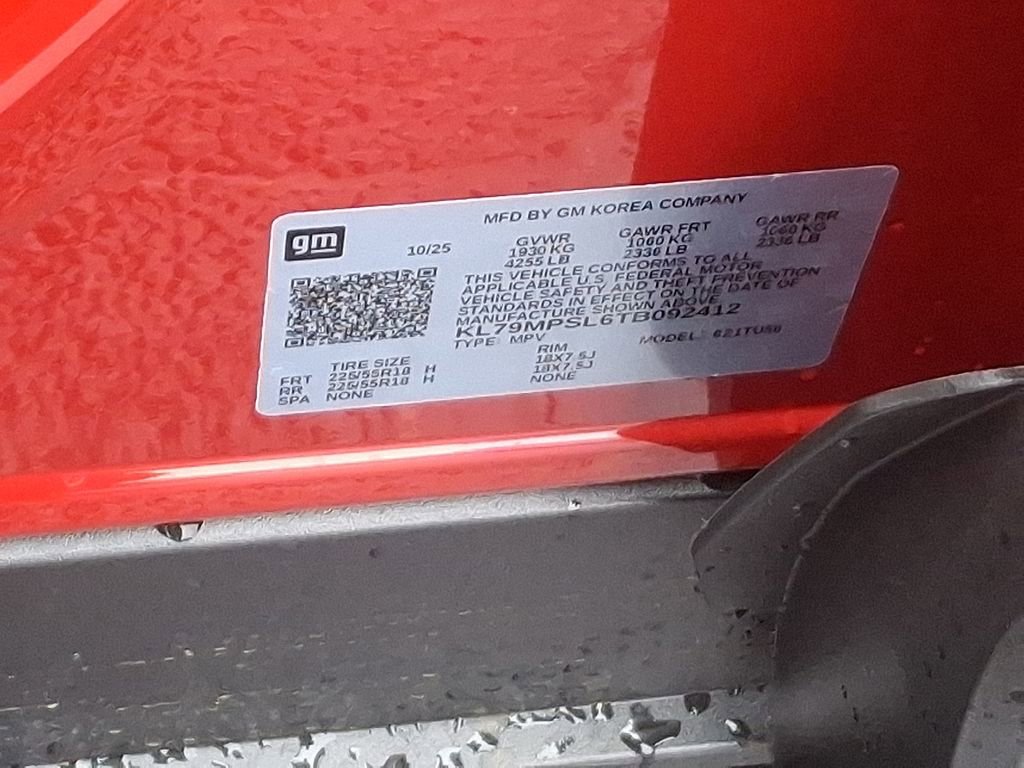 MFD BY GM KOREA COMPANY
gm
10/25
GVWR GAWR FRT GAWR RR
1930 KG 1060 KG 1060 KG
4255 LB 2336 LB 2336 LB
THIS VEHICLE CONFORMS TO ALL
APPLICABLE U.S. FEDERAL MOTOR
VEHICLE SAFETY AND THEFT PREVENTION
STANDARDS IN EFFECT ON THE DATE OF
MANUFACTURE SHOWN ABOVE
KL79MPSL6TB092412
TYPE: MPV MODEL:
TIRE SIZE RIM
FRT 225/55R18 H 18X7.5J
RR 225/55R18 H 18X7.5J
SPA NONE NONE